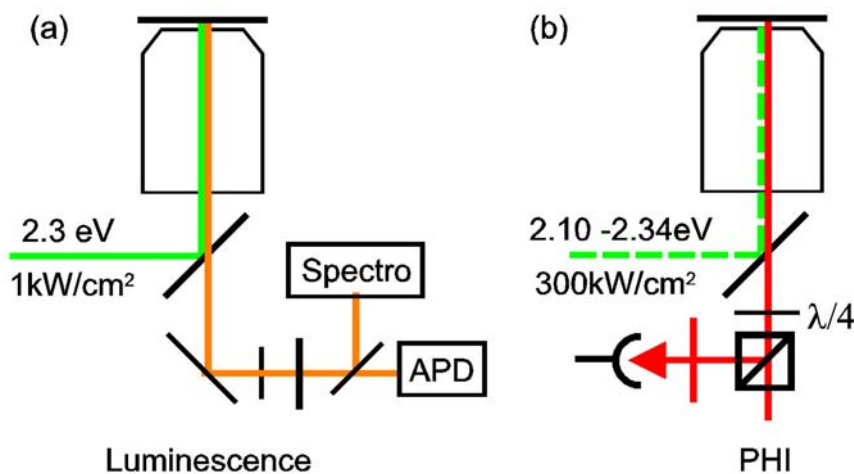 (a)
2.3 eV
1kW/cm²
Spectro
APD
Luminescence
(b)
2.10 -2.34eV
300kW/cm²
λ/4
PHI